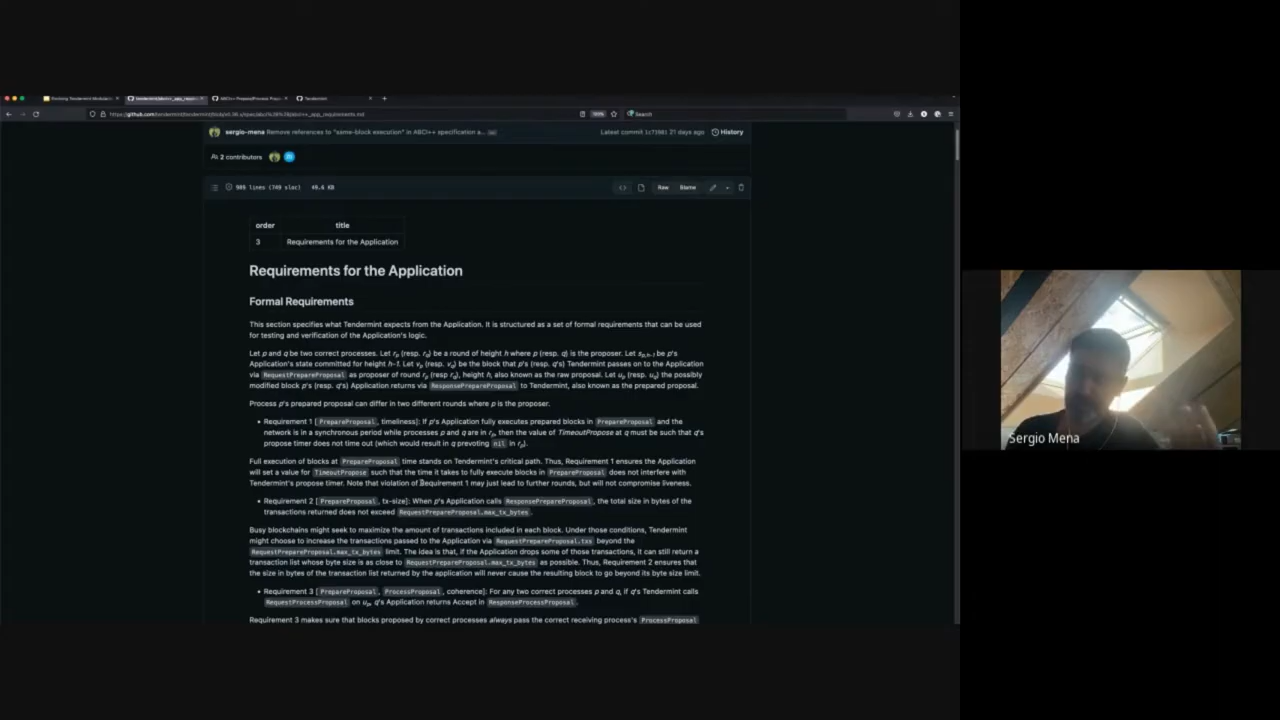 sergio-mena Remove references to "same-block execution" in ABCI++ specification a...
Latest commit 1c73981 21 days ago History
2 contributors
Raw Blame
order title
3 Requirements for the Application
Requirements for the Application
Formal Requirements
This section specifies what Tendermint expects from the Application. It is structured as a set of formal requirements that can be used
for testing and verification of the Application's logic.
Let p and q be two correct processes. Let rp (resp. rq) be a round of height h where p (resp. q) is the proposer. Let sp,h-1 be p's
Application's state committed for height h-1. Let vp (resp. vq) be the block that p's (resp. q's) Tendermint passes on to the Application
via RequestPrepareProposal as proposer of round rp (resp rq), height h, also known as the raw proposal. Let up (resp. uq) the possibly
modified block p's (resp. q's) Application returns via ResponsePrepareProposal to Tendermint, also known as the prepared proposal.
Process p's prepared proposal can differ in two different rounds where p is the proposer.
• Requirement 1 [PrepareProposal, timeliness]: If p's Application fully executes prepared blocks in PrepareProposal and the
network is in a synchronous period while processes p and q are in rp, then the value of TimeoutPropose at q must be such that q's
propose timer does not time out (which would result in q prevoting nil in rp).
Full execution of blocks at PrepareProposal time stands on Tendermint's critical path. Thus, Requirement 1 ensures the Application
will set a value for TimeoutPropose such that the time it takes to fully execute blocks in PrepareProposal does not interfere with
Tendermint's propose timer. Note that violation of Requirement 1 may just lead to further rounds, but will not compromise liveness.
• Requirement 2 [PrepareProposal, tx-size]: When p's Application calls ResponsePrepareProposal, the total size in bytes of the
transactions returned does not exceed RequestPrepareProposal.max_tx_bytes.
Busy blockchains might seek to maximize the amount of transactions included in each block. Under those conditions, Tendermint
might choose to increase the transactions passed to the Application via RequestPrepareProposal.txs beyond the
RequestPrepareProposal.max_tx_bytes limit. The idea is that, if the Application drops some of those transactions, it can still return a
transaction list whose byte size is as close to RequestPrepareProposal.max_tx_bytes as possible. Thus, Requirement 2 ensures that
the size in bytes of the transaction list returned by the application will never cause the resulting block to go beyond its byte size limit.
• Requirement 3 [PrepareProposal, ProcessProposal, coherence]: For any two correct processes p and q, if q's Tendermint calls
RequestProcessProposal on up, q's Application returns Accept in ResponseProcessProposal.
Requirement 3 makes sure that blocks proposed by correct processes always pass the correct receiving process's ProcessProposal
Sergio Mena